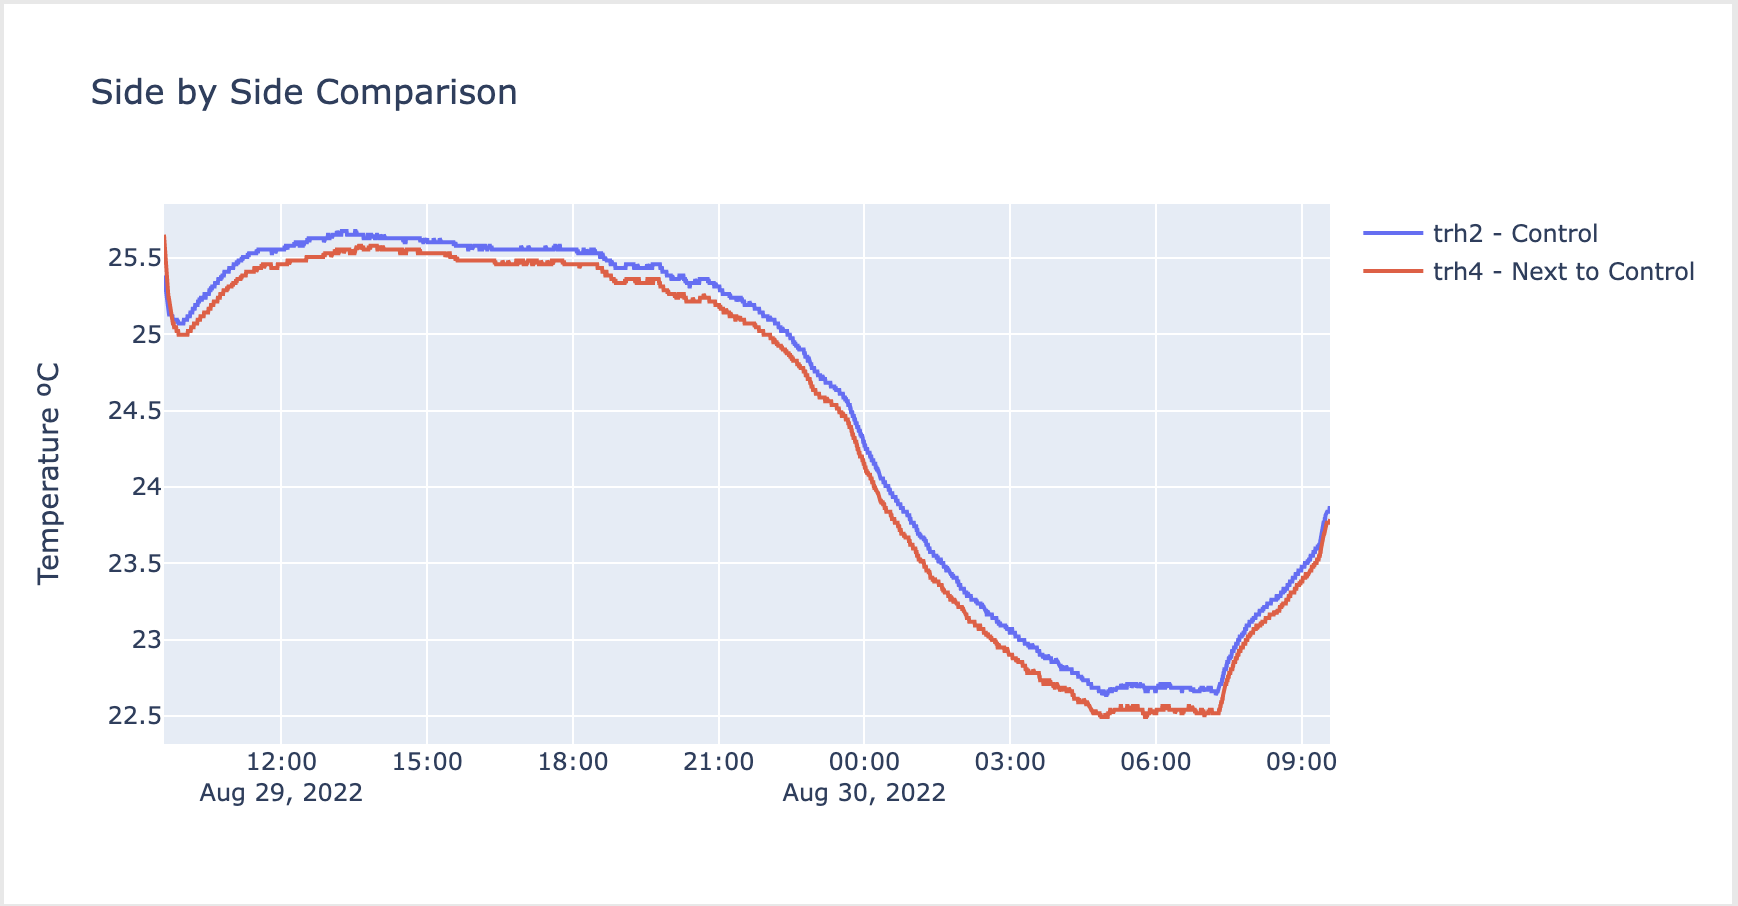 Side by Side Comparison
trh2 - Control
trh4 - Next to Control
Temperature ºC
25.5
25
24.5
24
23.5
23
22.5
12:00
15:00
18:00
21:00
00:00
03:00
06:00
09:00
Aug 29, 2022
Aug 30, 2022